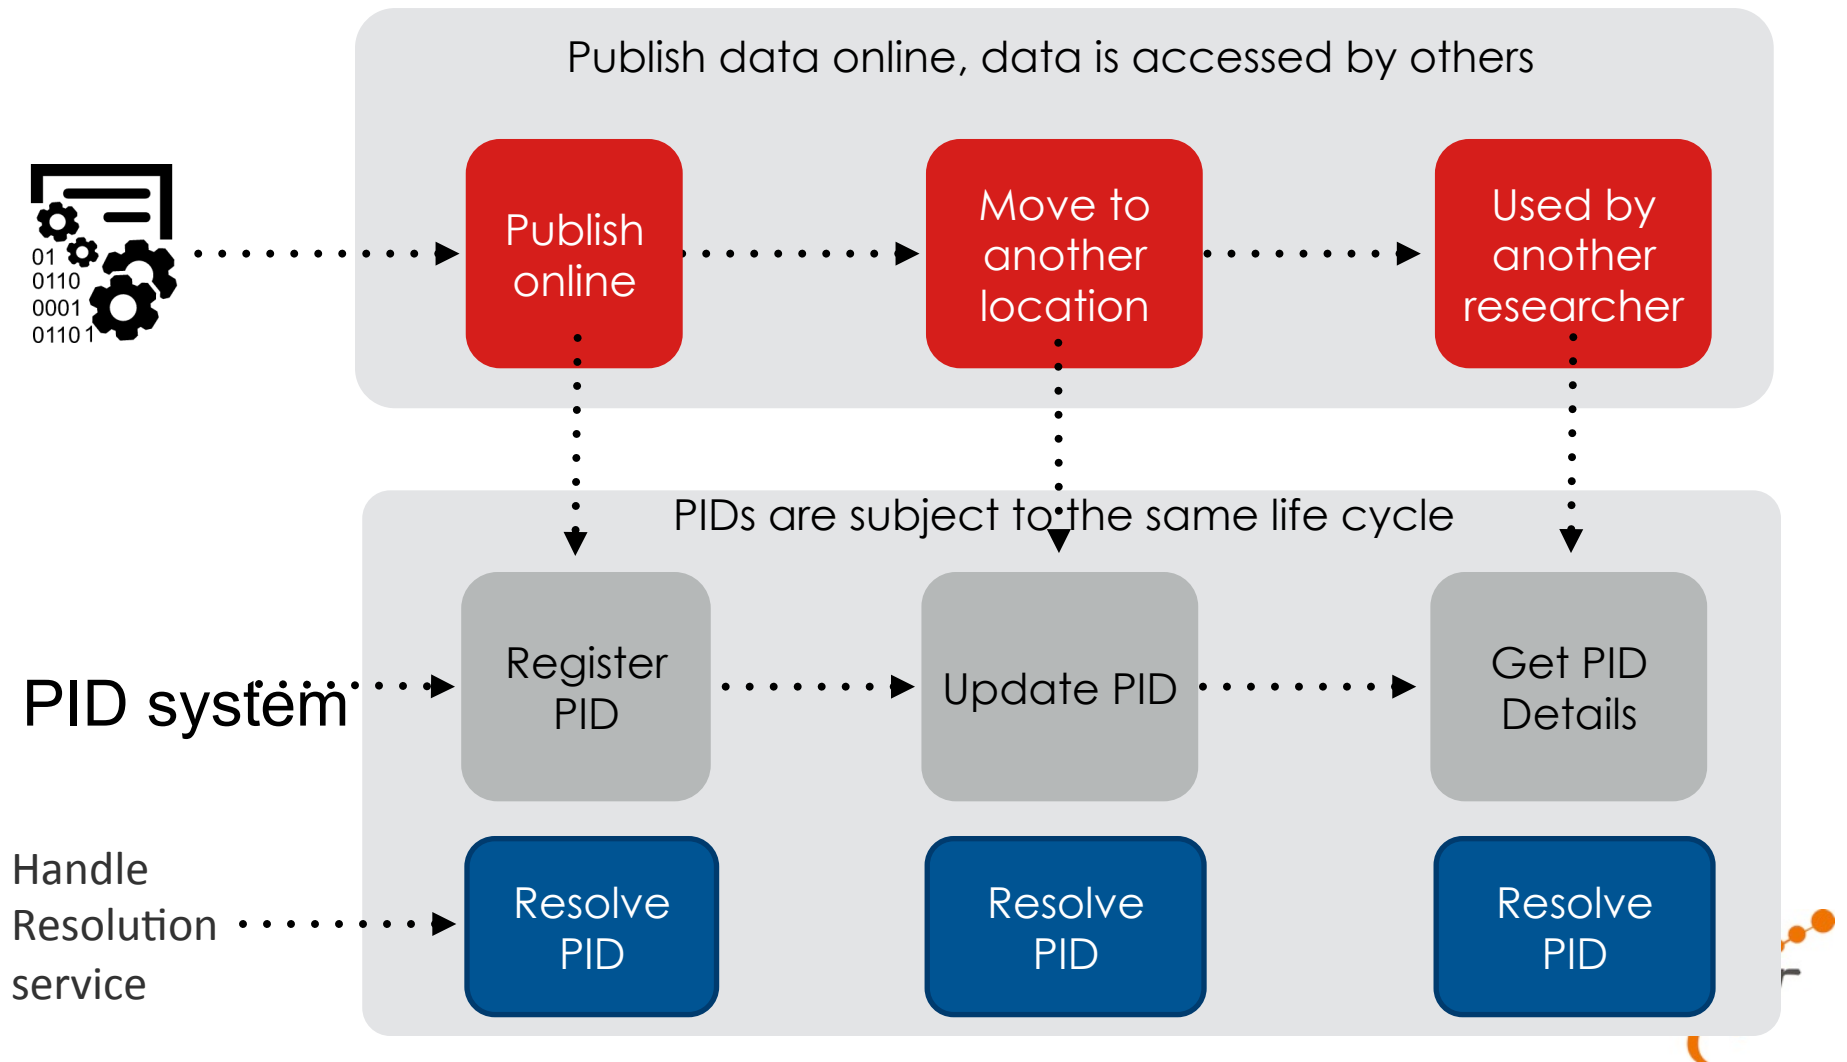 Publish data online, data is accessed by others
Publish
online
Move to
another
location
Used by
another
researcher
01
0110
0001
0110 1
PIDs are subject to the same life cycle
PID system
Register
PID
Update PID
Get PID
Details
Handle
Resolution
service
Resolve
PID
Resolve
PID
Resolve
PID